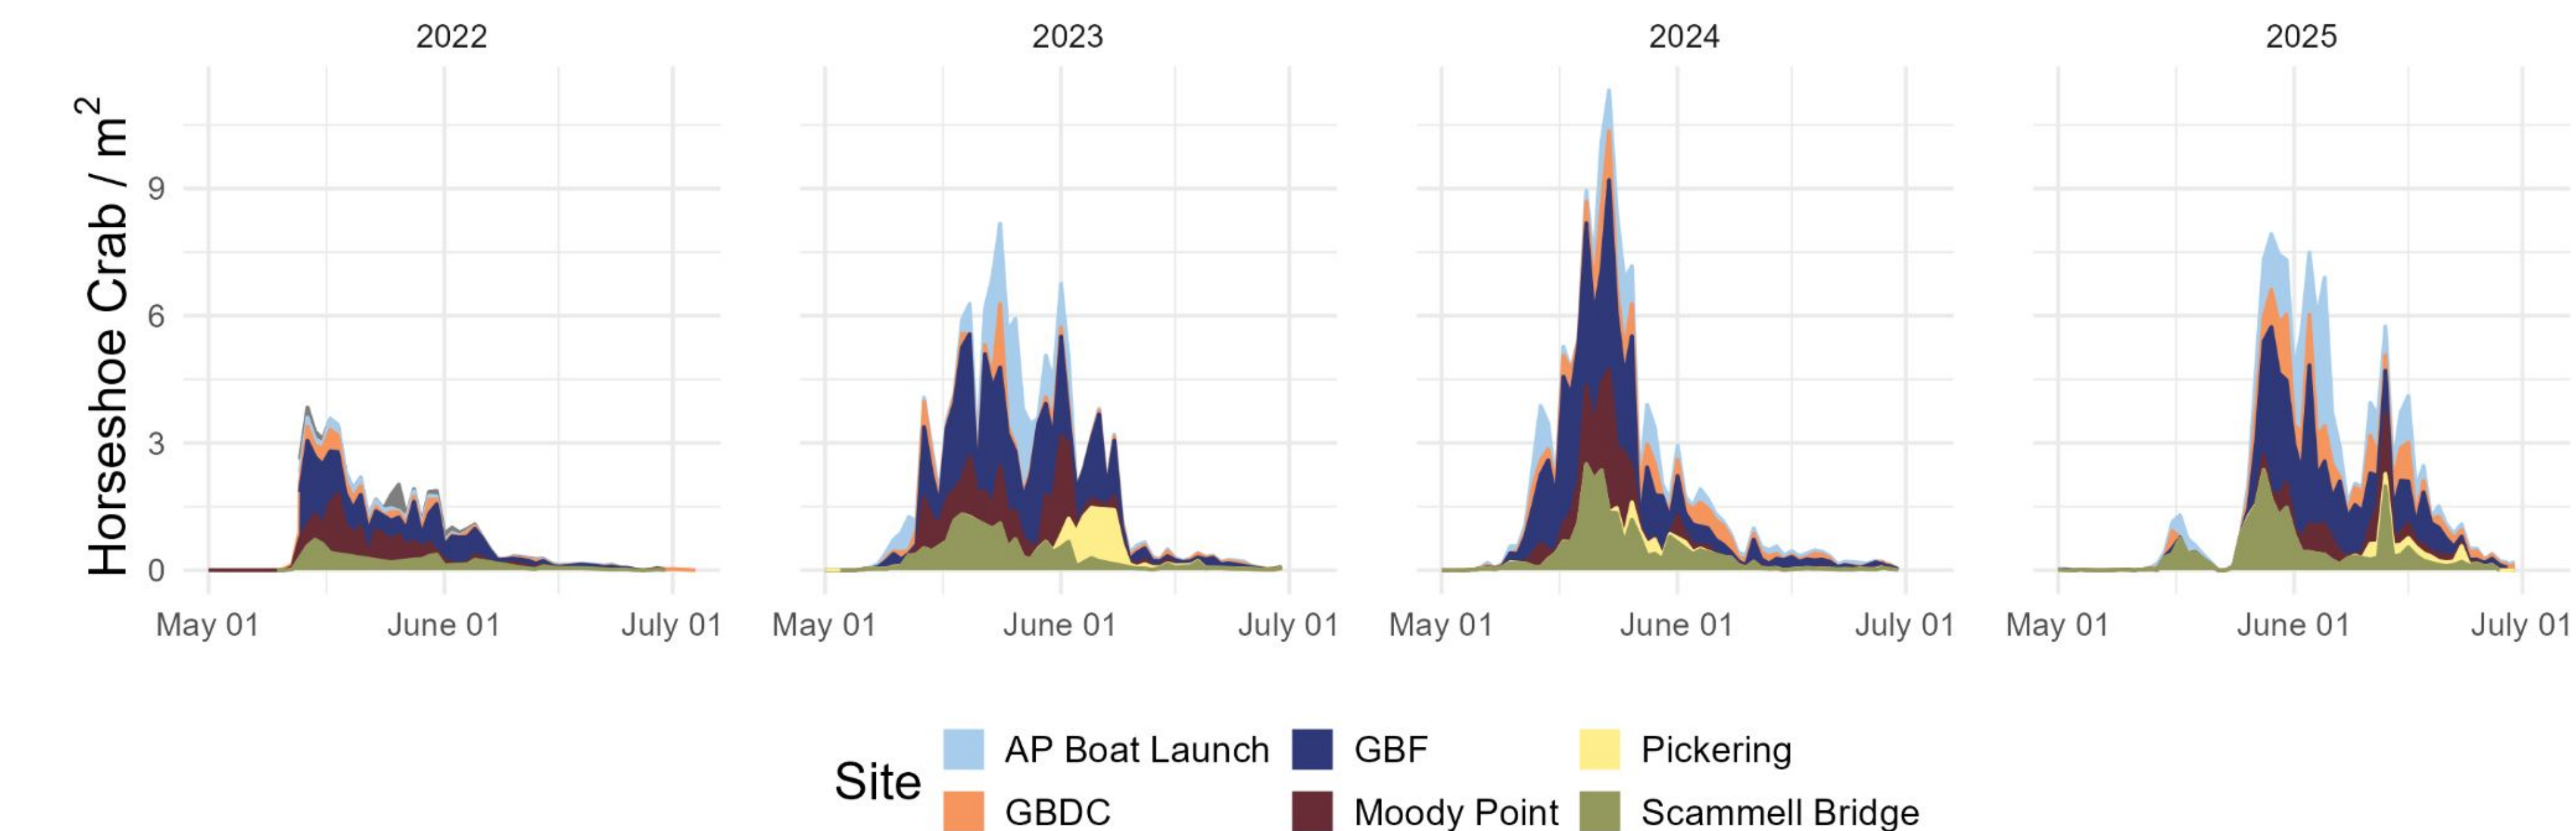 2022 2023 2024 2025
Horseshoe Crab / m²
9
6
3
0
May 01 June 01 July 01 May 01 June 01 July 01 May 01 June 01 July 01 May 01 June 01 July 01
Site
AP Boat Launch GBF Pickering
GBDC Moody Point Scammell Bridge